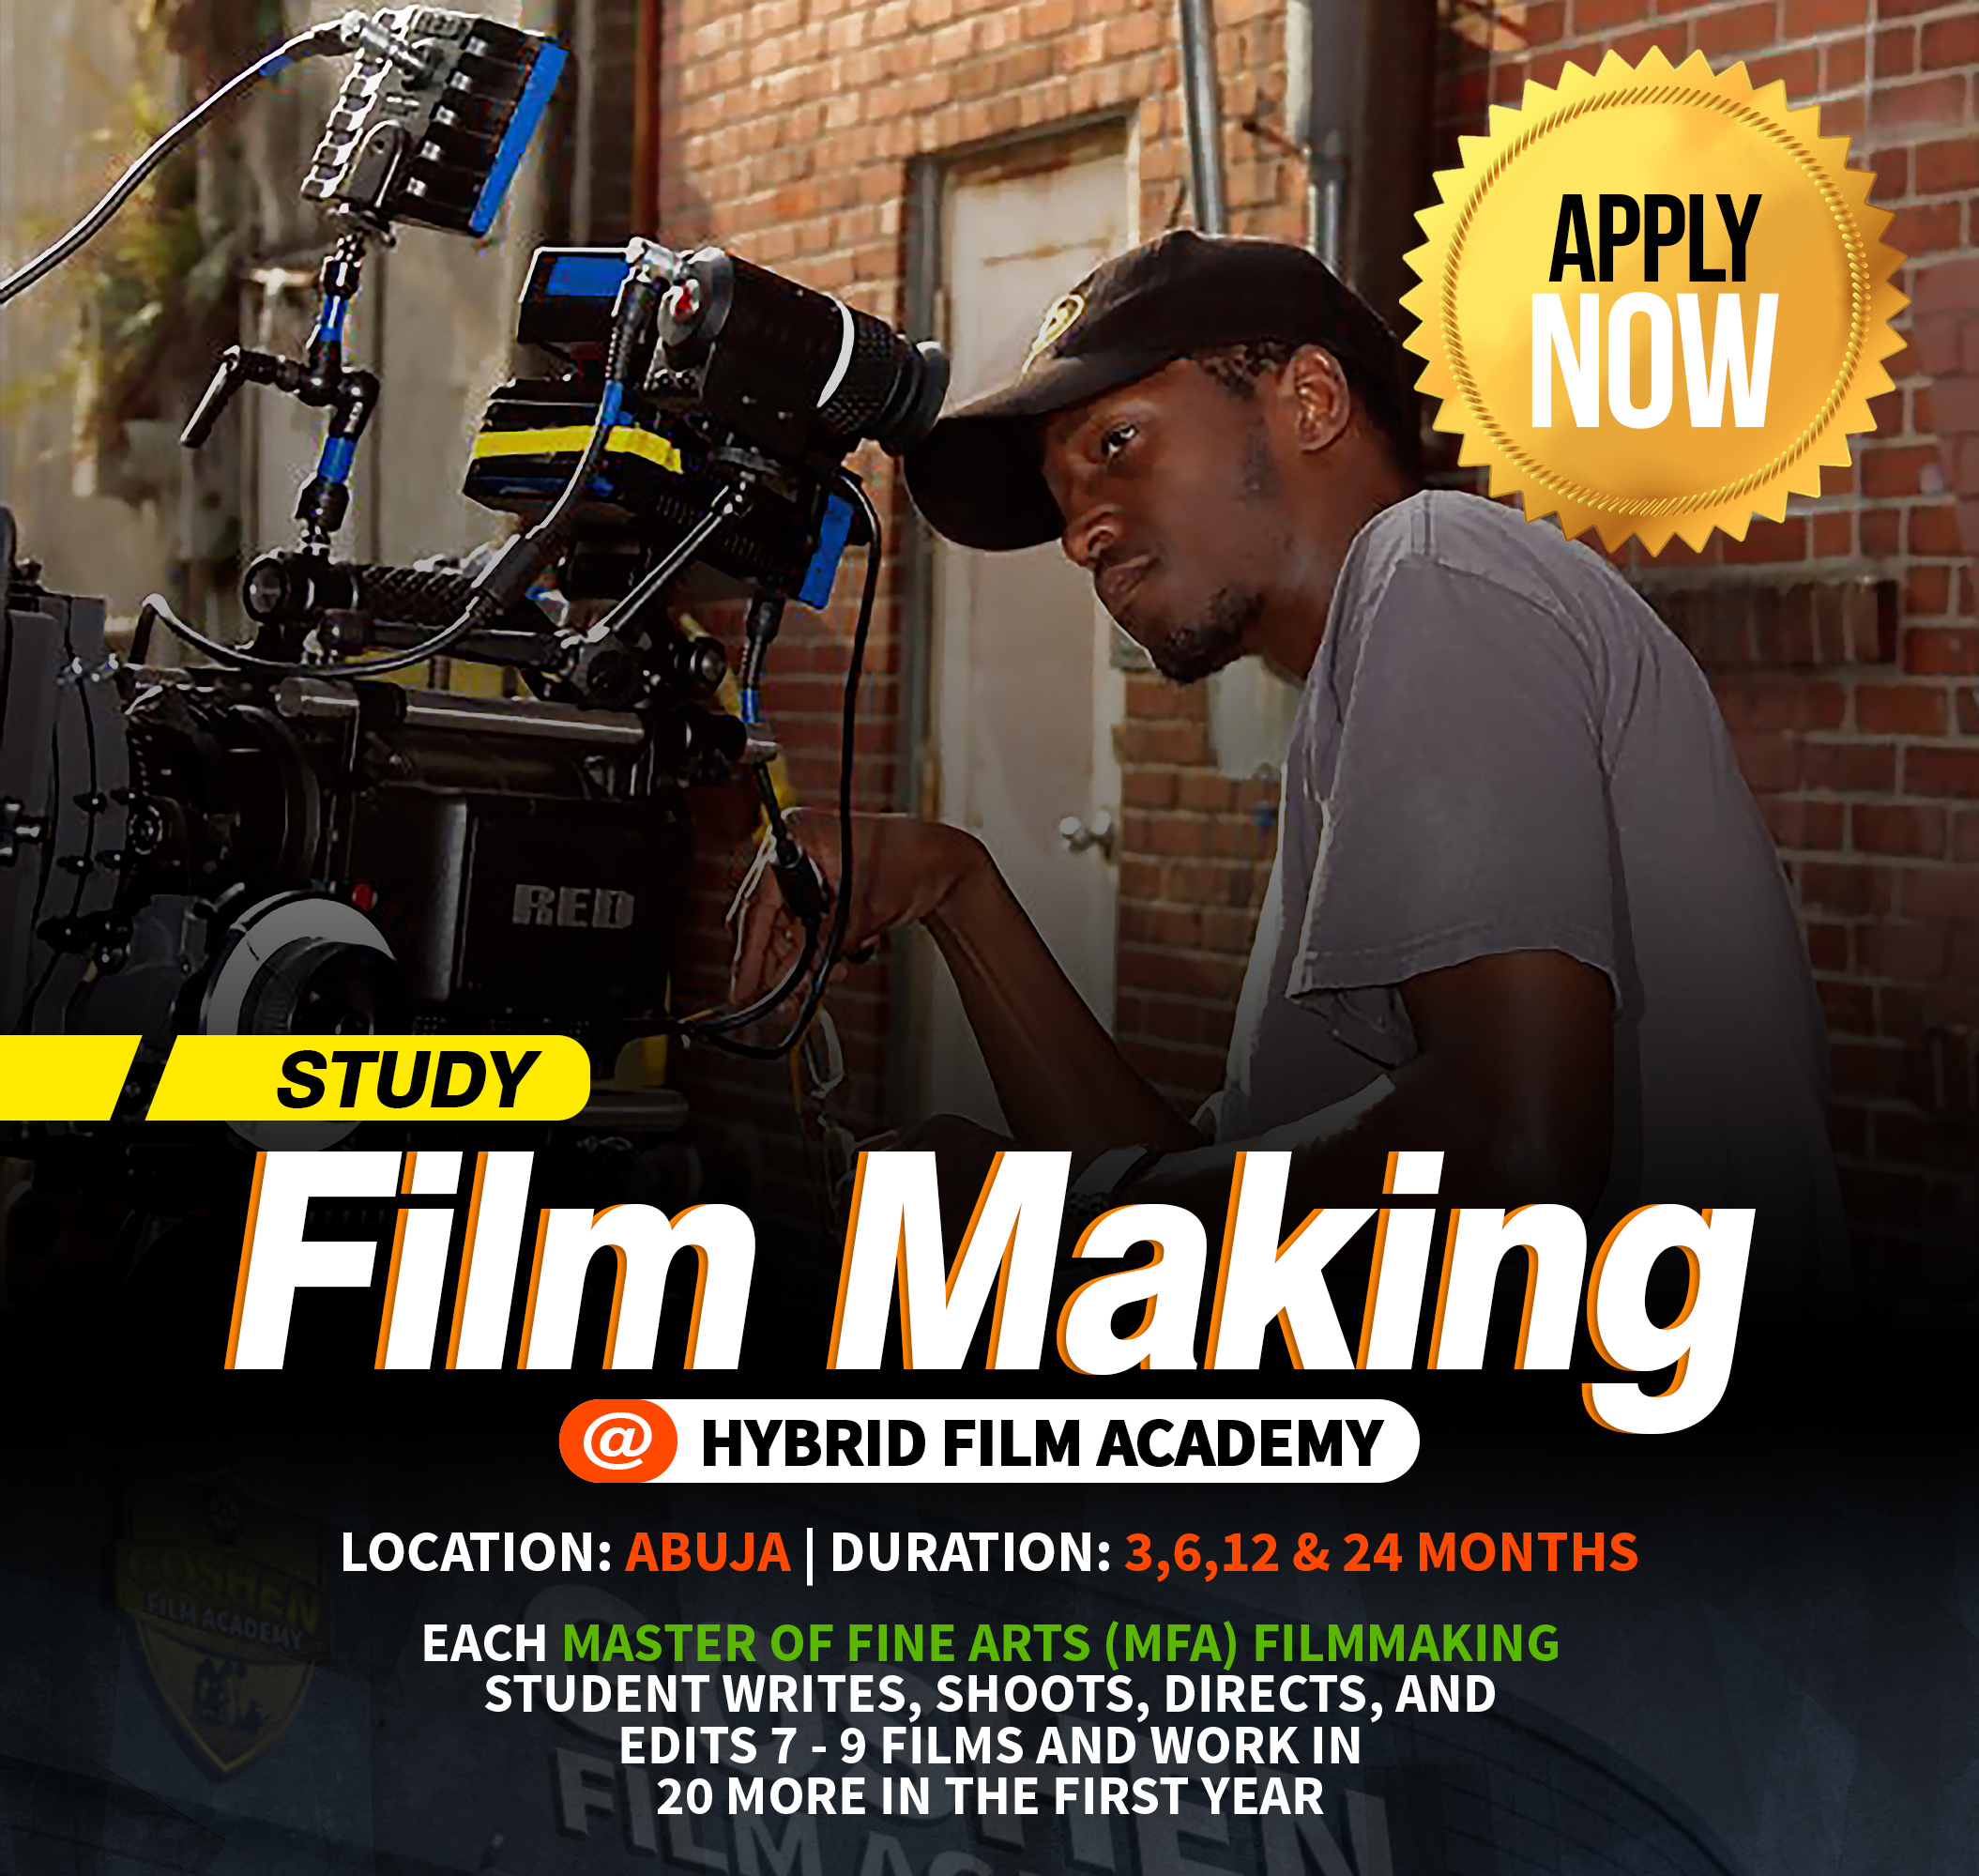 APPLY
NOW
RED
STUDY
Film Making
@ HYBRID FILM ACADEMY
LOCATION: ABUJA | DURATION: 3,6,12 & 24 MONTHS
EACH MASTER OF FINE ARTS (MFA) FILMMAKING
STUDENT WRITES, SHOOTS, DIRECTS, AND
EDITS 7 - 9 FILMS AND WORK IN
20 MORE IN THE FIRST YEAR
GOSHEN
FILM ACADEMY